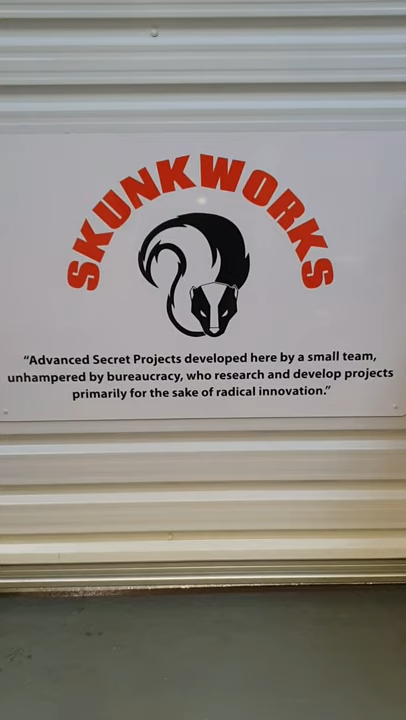 SKUNKWORKS
“Advanced Secret Projects developed here by a small team,
unhampered by bureaucracy, who research and develop projects
primarily for the sake of radical innovation.”